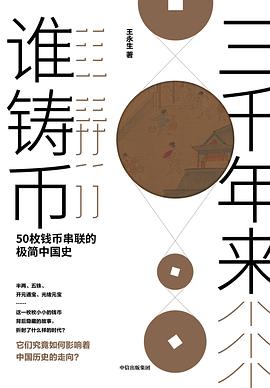 三千年来
谁铸币
王永生 著
50枚钱币串联的
极简中国史
半两、五铢、
开元通宝、光绪元宝
……
这一枚枚小小的钱币
背后隐藏的故事，
折射了什么样的时代？
它们究竟如何影响着
中国历史的走向？
中信出版集团